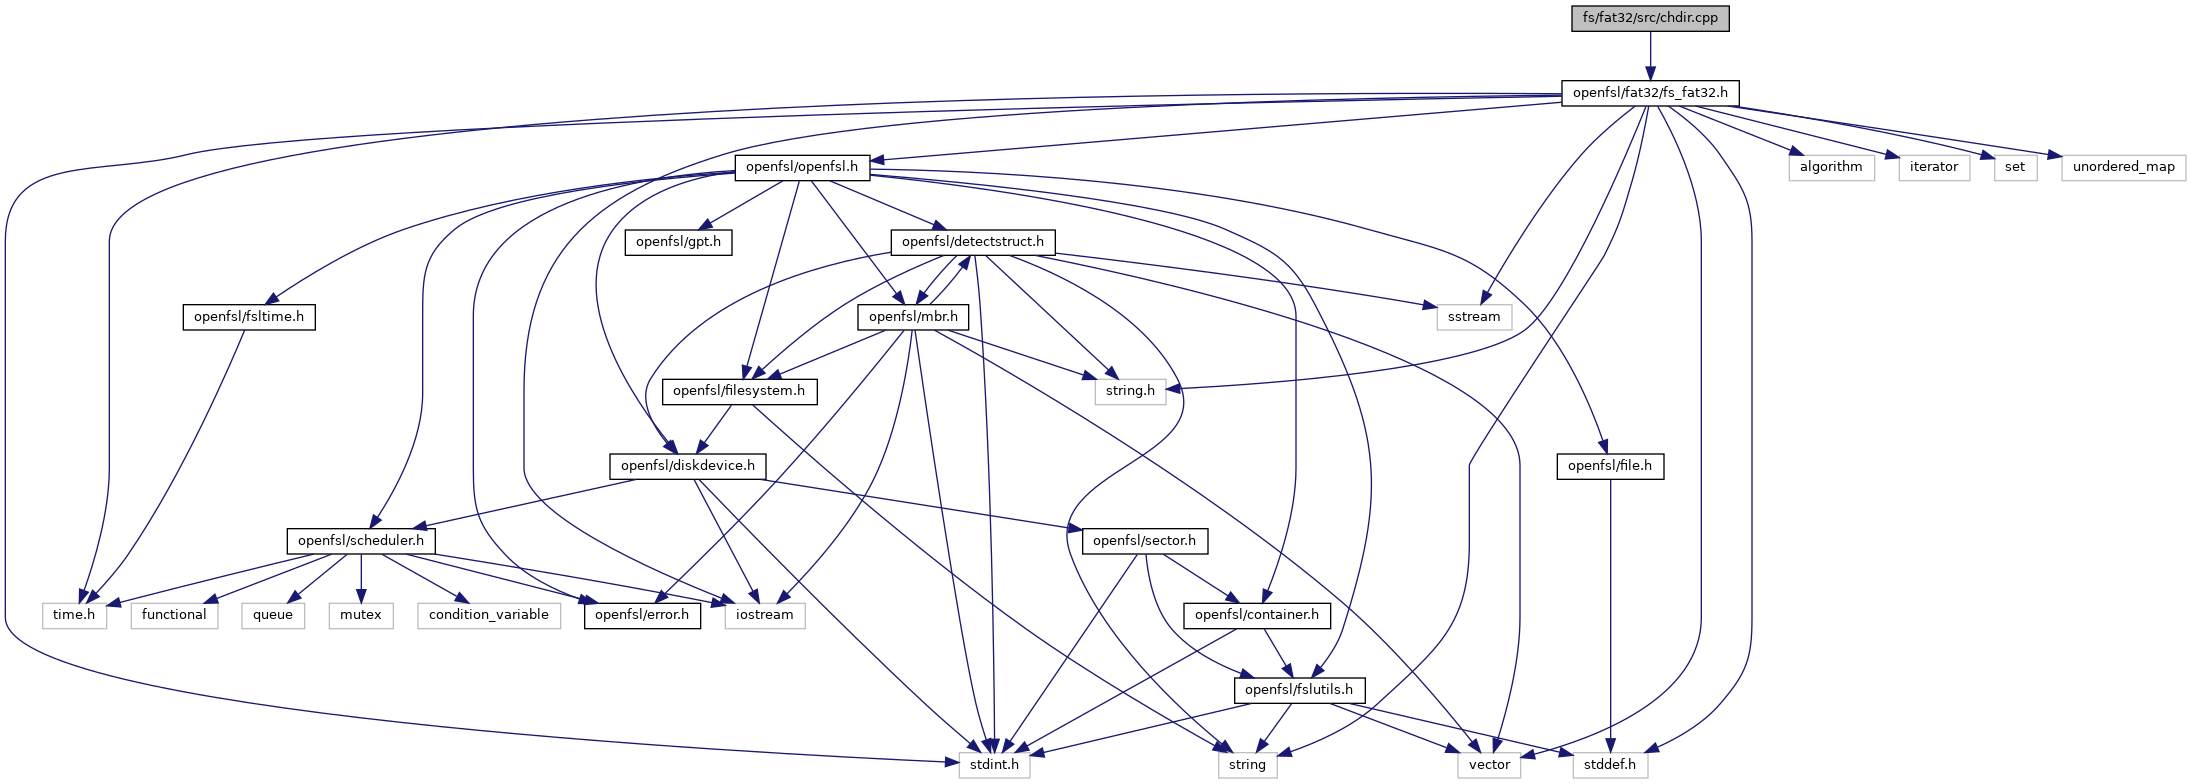 fs/fat32/src/chdir.cpp
openfsl/fat32/fs_fat32.h
openfsl/openfsl.h
algorithm
iterator
set
unordered_map
openfsl/gpt.h
openfsl/detectstruct.h
openfsl/fsltime.h
openfsl/mbr.h
sstream
openfsl/filesystem.h
string.h
openfsl/diskdevice.h
openfsl/file.h
openfsl/scheduler.h
openfsl/sector.h
time.h
functional
queue
mutex
condition_variable
openfsl/error.h
iostream
openfsl/container.h
openfsl/fslutils.h
stdint.h
string
vector
stddef.h